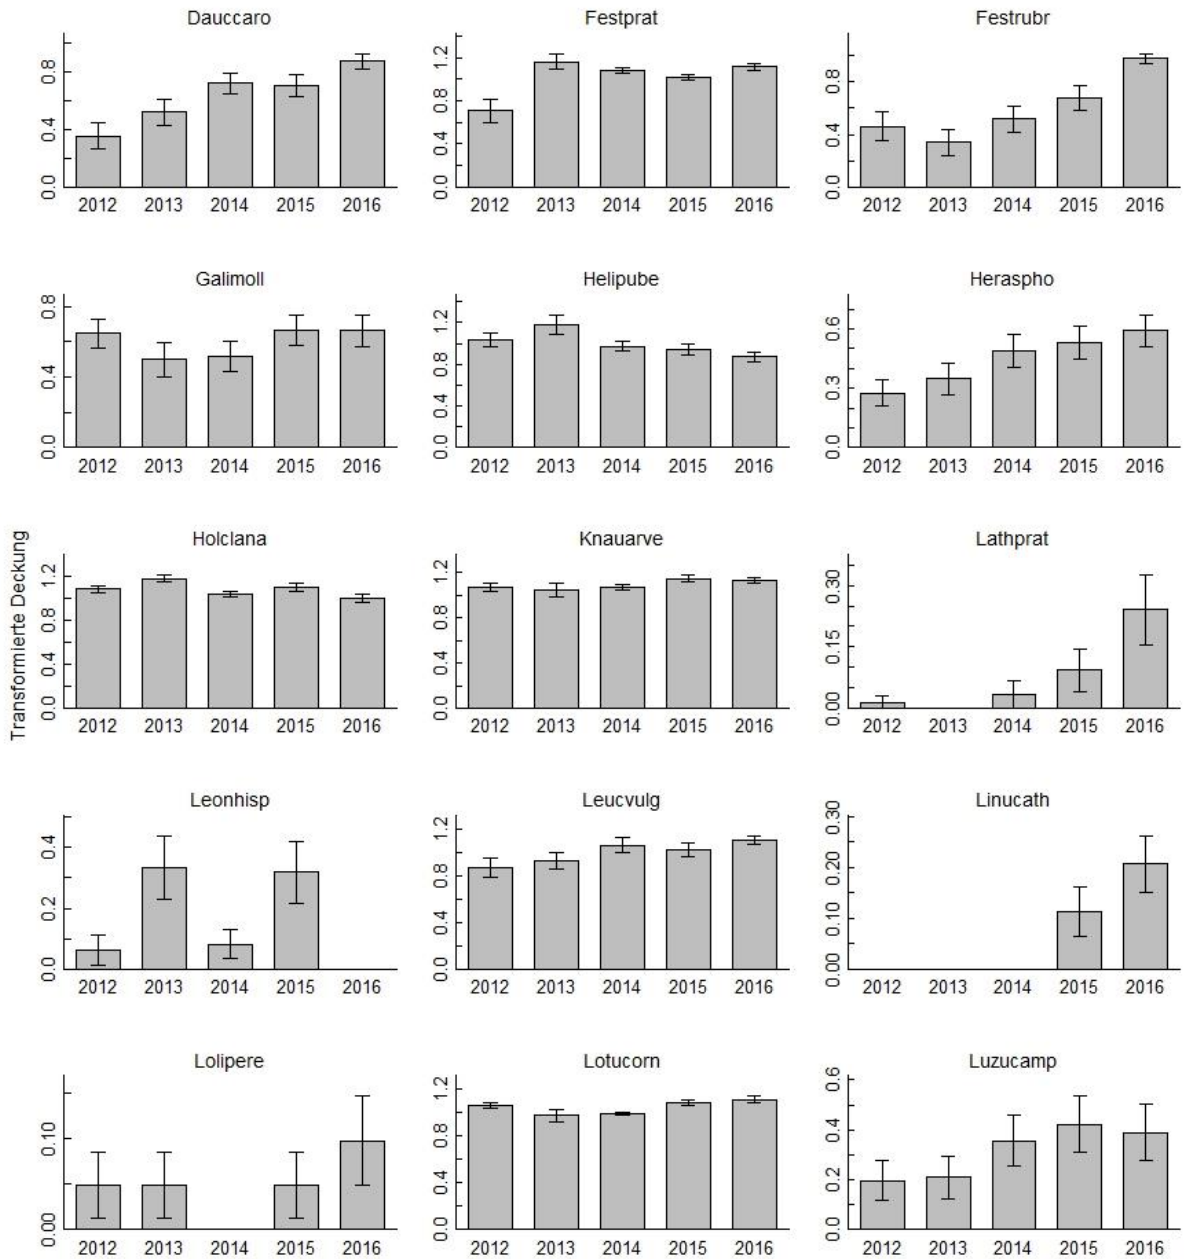 Dauccaro Festprat Festrubr
0.0 0.4 0.8
0.0 0.4 0.8 1.2
0.0 0.4 0.8
2012 2013 2014 2015 2016 2012 2013 2014 2015 2016 2012 2013 2014 2015 2016
Galimoll Helipube Heraspho
0.0 0.4 0.8
0.0 0.4 0.8 1.2
0.0 0.3 0.6
2012 2013 2014 2015 2016 2012 2013 2014 2015 2016 2012 2013 2014 2015 2016
Transformierte Deckung
Holclana Knauarve Lathprat
0.0 0.4 0.8 1.2
0.0 0.4 0.8 1.2
0.00 0.15 0.30
2012 2013 2014 2015 2016 2012 2013 2014 2015 2016 2012 2013 2014 2015 2016
Leonhisp Leucvulg Linucath
0.0 0.2 0.4
0.0 0.4 0.8 1.2
0.00 0.10 0.20 0.30
2012 2013 2014 2015 2016 2012 2013 2014 2015 2016 2012 2013 2014 2015 2016
Lolipere Lotucorn Luzucamp
0.00 0.10
0.0 0.4 0.8 1.2
0.0 0.2 0.4 0.6
2012 2013 2014 2015 2016 2012 2013 2014 2015 2016 2012 2013 2014 2015 2016